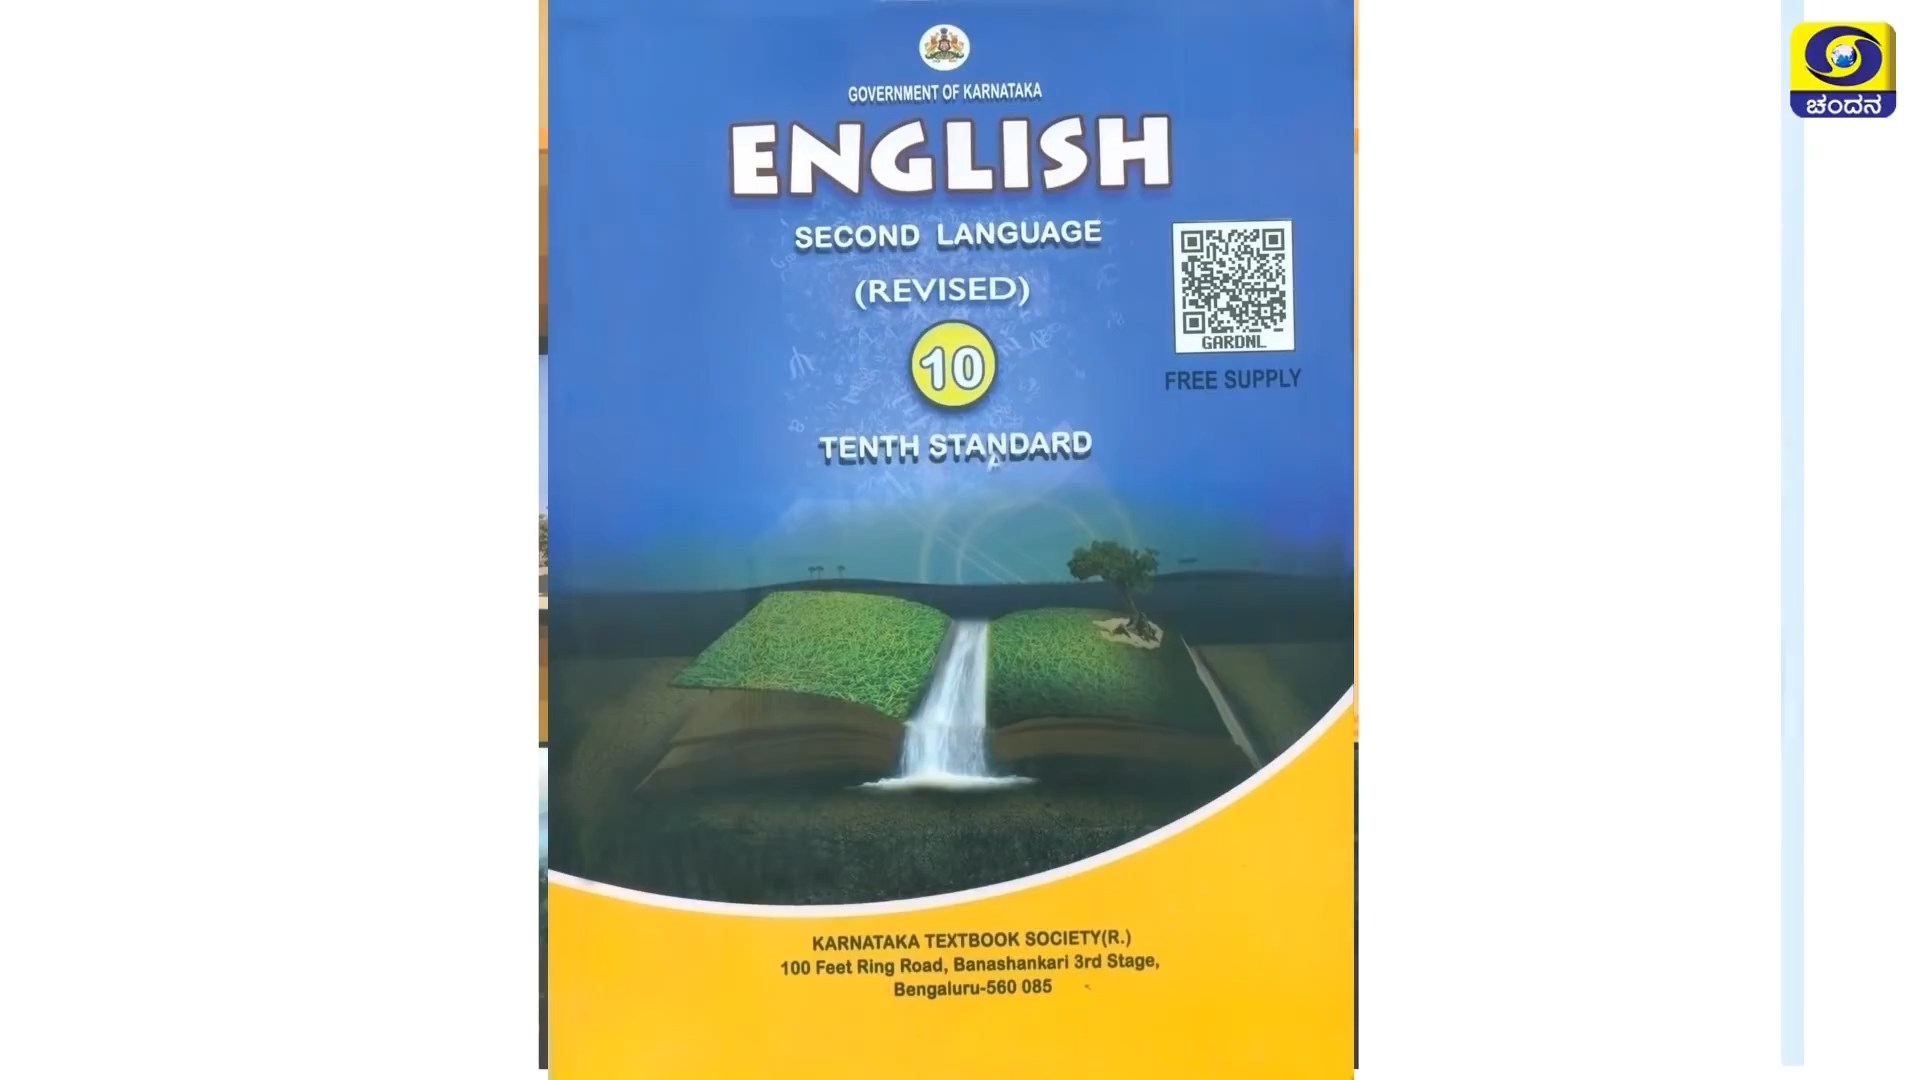 GOVERNMENT OF KARNATAKA
ENGLISH
SECOND LANGUAGE
(REVISED)
10
TENTH STANDARD
GARDNL
FREE SUPPLY
KARNATAKA TEXTBOOK SOCIETY(R.)
100 Feet Ring Road, Banashankari 3rd Stage,
Bengaluru-560 085
ಚಂದನ